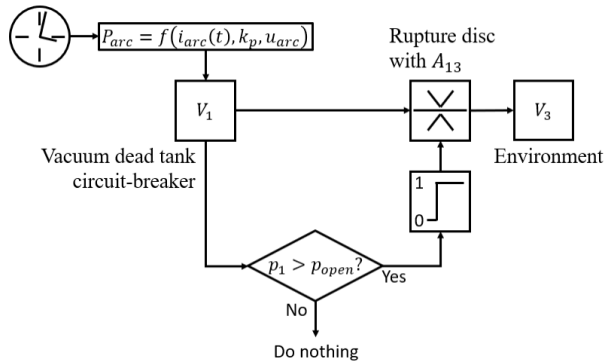 P_arc = f(i_arc(t), k_p, u_arc)
Rupture disc
with A_13
V_1
V_3
Vacuum dead tank
circuit-breaker
Environment
1
0
p_1 > p_open?
Yes
No
Do nothing